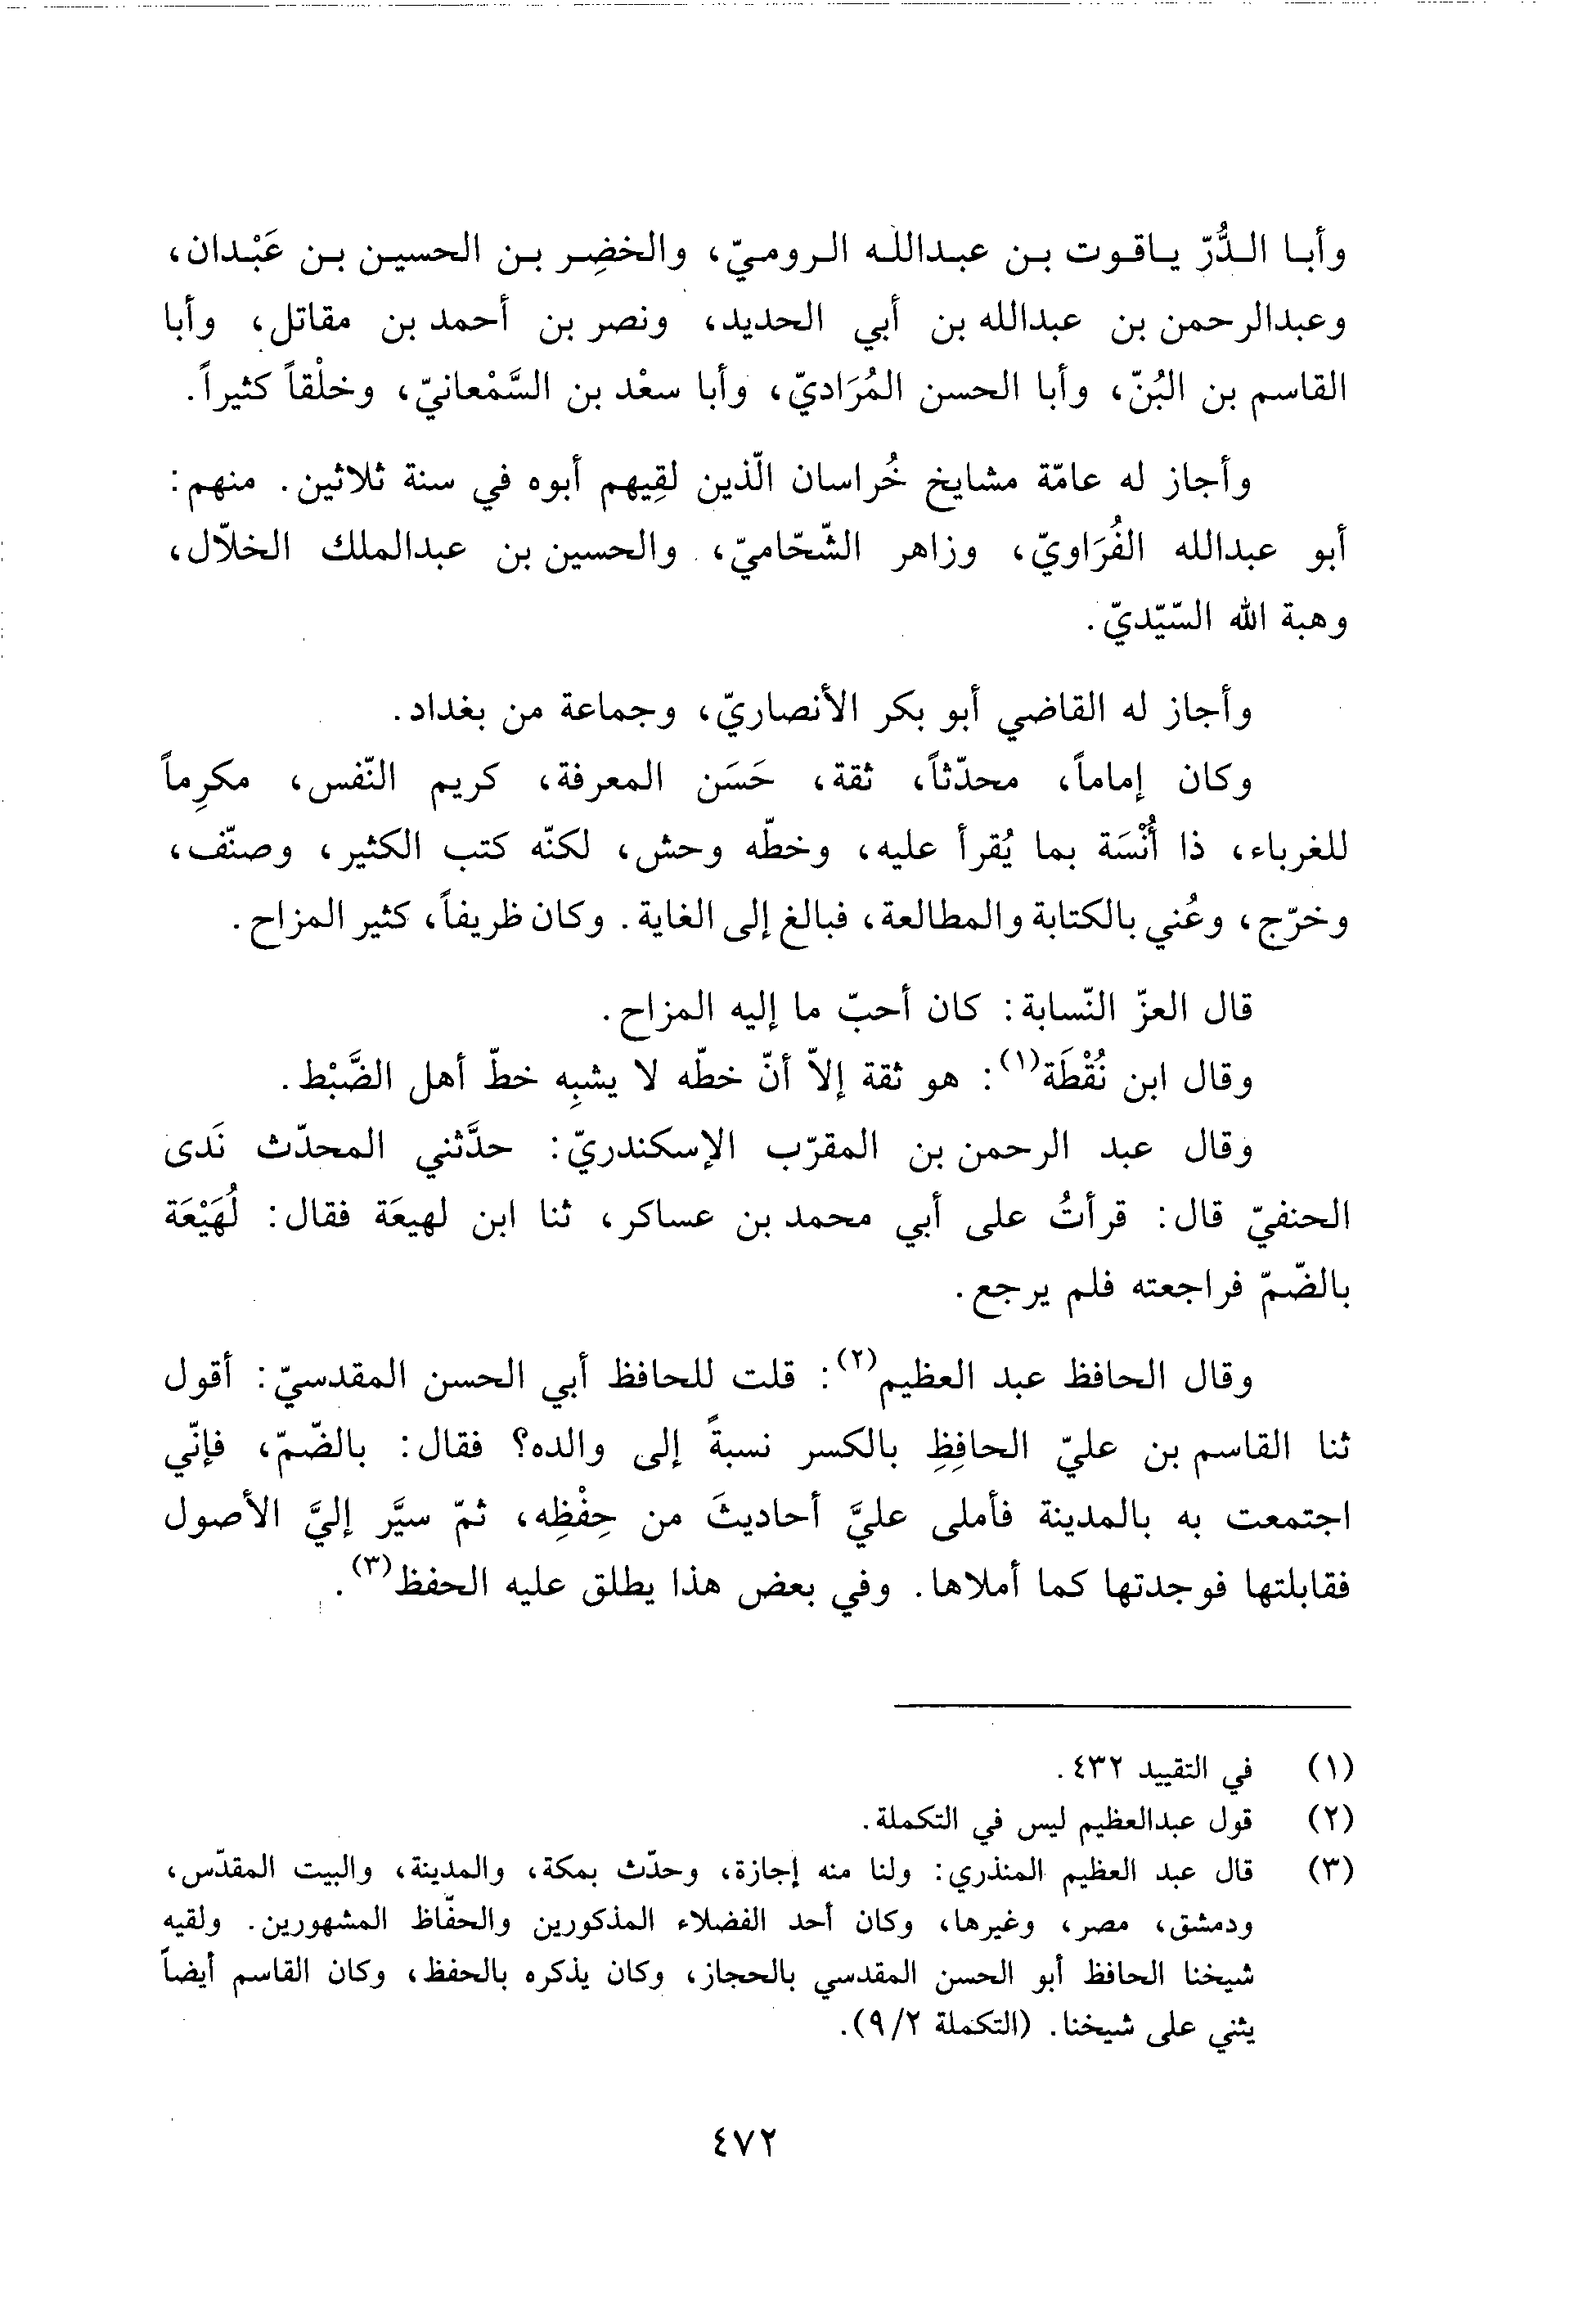 وأبا الدُّرّ ياقوت بن عبدالله الروميّ، والخضِر بن الحسين بن عَبْدان،
وعبدالرحمن بن عبدالله بن أبي الحديد، ونصر بن أحمد بن مقاتل، وأبا
القاسم بن البُنّ، وأبا الحسن المُرَاديّ، وأبا سعْد بن السَّمْعانيّ، وخلْقاً كثيراً.
وأجاز له عامّة مشايخ خُراسان الّذين لقِيهم أبوه في سنة ثلاثين. منهم:
أبو عبدالله الفُرَاويّ، وزاهر الشّحّاميّ، والحسين بن عبدالملك الخلاّل،
وهبة الله السّيّديّ.
وأجاز له القاضي أبو بكر الأنصاريّ، وجماعة من بغداد.
وكان إماماً، محدّثاً، ثقة، حَسَن المعرفة، كريم النّفس، مكرِماً
للغرباء، ذا أُنْسَة بما يُقرأ عليه، وخطّه وحش، لكنّه كتب الكثير، وصنّف،
وخرّج، وعُني بالكتابة والمطالعة، فبالغ إلى الغاية. وكان ظريفاً، كثير المزاح.
قال العزّ النّسابة: كان أحبّ ما إليه المزاح.
وقال ابن نُقْطَة(١): هو ثقة إلاّ أنّ خطّه لا يشبِه خطّ أهل الضَّبْط.
وقال عبد الرحمن بن المقرّب الإسكندريّ: حدَّثني المحدّث نَدى
الحنفيّ قال: قرأتُ على أبي محمد بن عساكر، ثنا ابن لهيعَة فقال: لُهَيْعَة
بالضّمّ فراجعته فلم يرجع.
وقال الحافظ عبد العظيم(٢): قلت للحافظ أبي الحسن المقدسيّ: أقول
ثنا القاسم بن عليّ الحافِظِ بالكسر نسبةً إلى والده؟ فقال: بالضّمّ، فإنّي
اجتمعت به بالمدينة فأملى عليَّ أحاديثَ من حِفْظِه، ثمّ سيَّر إليَّ الأصول
فقابلتها فوجدتها كما أملاها. وفي بعض هذا يطلق عليه الحفظ(٣).
(١) في التقييد ٤٣٢.
(٢) قول عبدالعظيم ليس في التكملة.
(٣) قال عبد العظيم المنذري: ولنا منه إجازة، وحدّث بمكة، والمدينة، والبيت المقدّس،
ودمشق، مصر، وغيرها، وكان أحد الفضلاء المذكورين والحفّاظ المشهورين. ولقيه
شيخنا الحافظ أبو الحسن المقدسي بالحجاز، وكان يذكره بالحفظ، وكان القاسم أيضاً
يثني على شيخنا. (التكملة ٩/٢).
٤٧٢